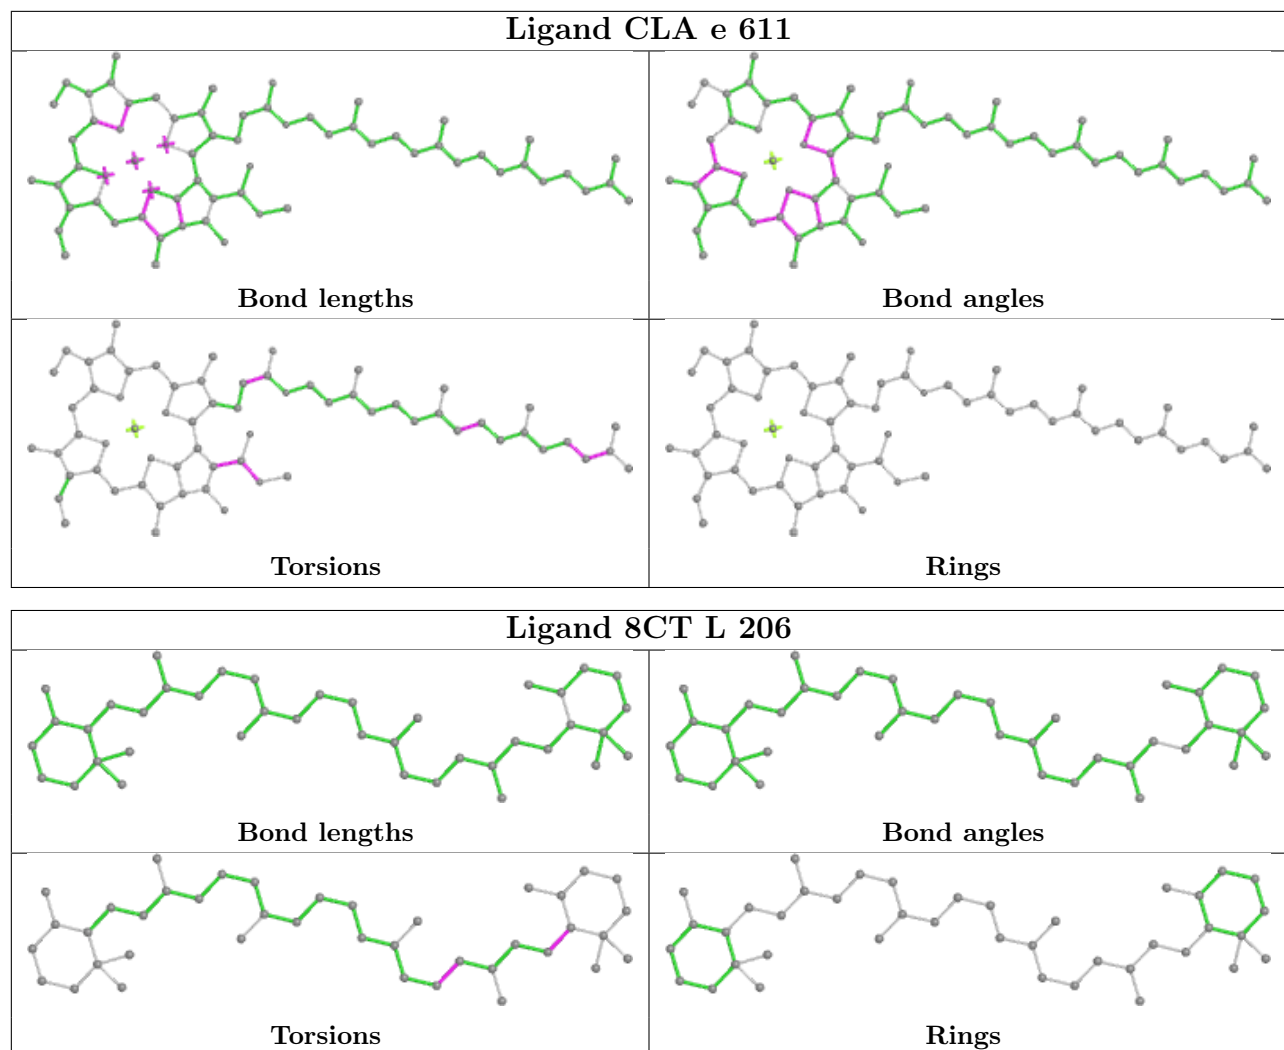 Ligand CLA e 611
Bond lengths
Bond angles
Torsions
Rings
Ligand 8CT L 206
Bond lengths
Bond angles
Torsions
Rings